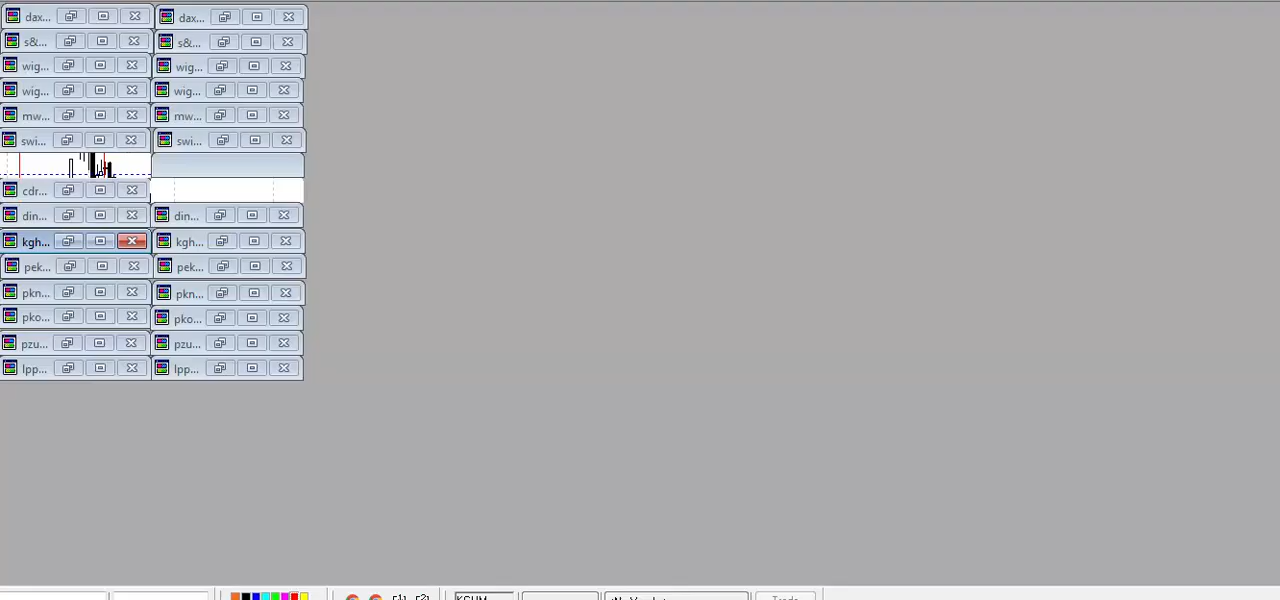 dax... dax...
s&... s&...
wig... wig...
wig... wig...
mw... mw...
swi... swi...
cdr...
din... din...
kgh... kgh...
pek... pek...
pkn... pkn...
pko... pko...
pzu... pzu...
lpp... lpp...